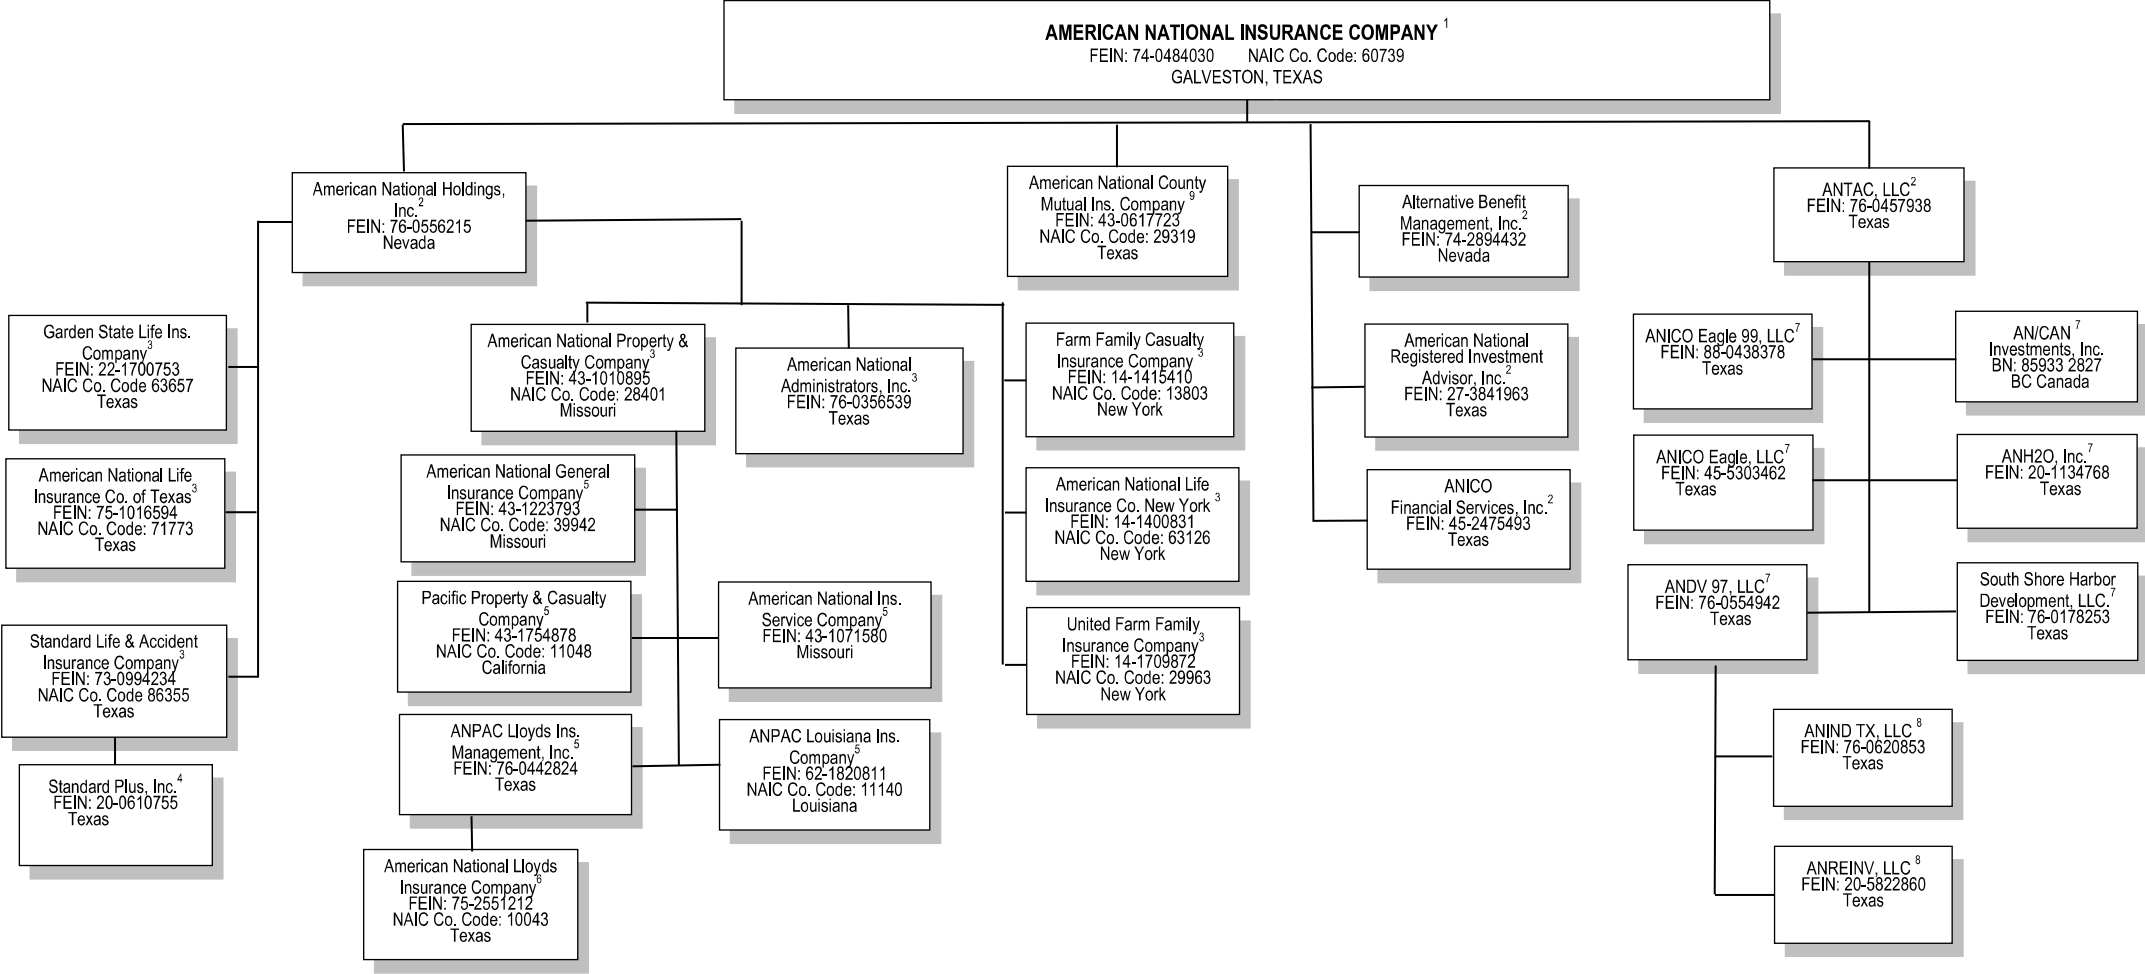 AMERICAN NATIONAL INSURANCE COMPANY 1
FEIN: 74-0484030 NAIC Co. Code: 60739
GALVESTON, TEXAS
American National Holdings,
Inc.2
FEIN: 76-0556215
Nevada
American National County
Mutual Ins. Company 9
FEIN: 43-0617723
NAIC Co. Code: 29319
Texas
Alternative Benefit
Management, Inc.2
FEIN: 74-2894432
Nevada
ANTAC, LLC2
FEIN: 76-0457938
Texas
Garden State Life Ins.
Company3
FEIN: 22-1700753
NAIC Co. Code 63657
Texas
American National Property &
Casualty Company3
FEIN: 43-1010895
NAIC Co. Code: 28401
Missouri
American National
Administrators, Inc.3
FEIN: 76-0356539
Texas
Farm Family Casualty
Insurance Company 3
FEIN: 14-1415410
NAIC Co. Code: 13803
New York
American National
Registered Investment
Advisor, Inc.2
FEIN: 27-3841963
Texas
ANICO Eagle 99, LLC7
FEIN: 88-0438378
Texas
AN/CAN 7
Investments, Inc.
BN: 85933 2827
BC Canada
American National Life
Insurance Co. of Texas3
FEIN: 75-1016594
NAIC Co. Code: 71773
Texas
American National General
Insurance Company5
FEIN: 43-1223793
NAIC Co. Code: 39942
Missouri
American National Life
Insurance Co. New York 3
FEIN: 14-1400831
NAIC Co. Code: 63126
New York
ANICO
Financial Services, Inc.2
FEIN: 45-2475493
Texas
ANICO Eagle, LLC7
FEIN: 45-5303462
Texas
ANH2O, Inc.7
FEIN: 20-1134768
Texas
Standard Life & Accident
Insurance Company3
FEIN: 73-0994234
NAIC Co. Code 86355
Texas
Pacific Property & Casualty
Company5
FEIN: 43-1754878
NAIC Co. Code: 11048
California
American National Ins.
Service Company5
FEIN: 43-1071580
Missouri
United Farm Family
Insurance Company3
FEIN: 14-1709872
NAIC Co. Code: 29963
New York
ANDV 97, LLC7
FEIN: 76-0554942
Texas
South Shore Harbor
Development, LLC.7
FEIN: 76-0178253
Texas
Standard Plus, Inc.4
FEIN: 20-0610755
Texas
ANPAC Lloyds Ins.
Management, Inc.5
FEIN: 76-0442824
Texas
ANPAC Louisiana Ins.
Company5
FEIN: 62-1820811
NAIC Co. Code: 11140
Louisiana
ANIND TX, LLC 8
FEIN: 76-0620853
Texas
American National Lloyds
Insurance Company6
FEIN: 75-2551212
NAIC Co. Code: 10043
Texas
ANREINV, LLC 8
FEIN: 20-5822860
Texas